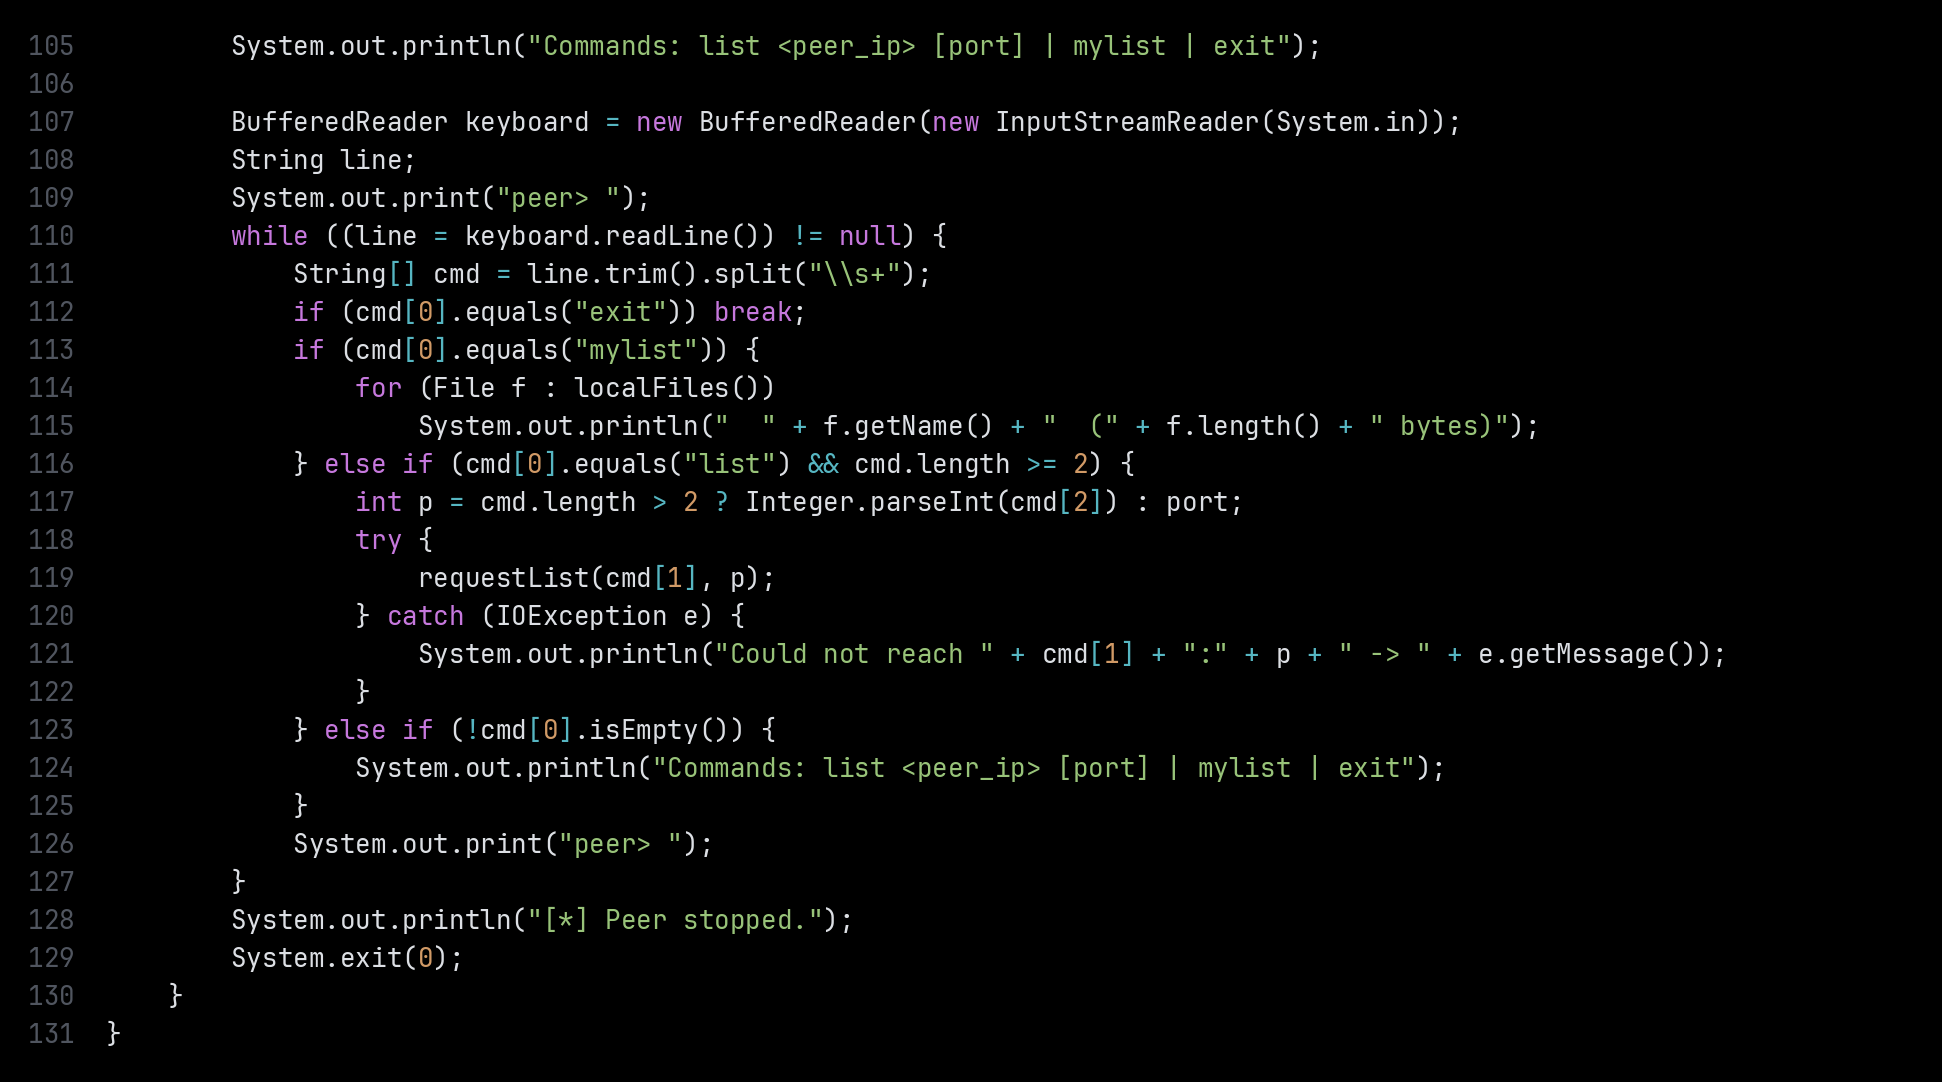 105          System.out.println("Commands: list <peer_ip> [port] | mylist | exit");
106
107          BufferedReader keyboard = new BufferedReader(new InputStreamReader(System.in));
108          String line;
109          System.out.print("peer> ");
110          while ((line = keyboard.readLine()) != null) {
111              String[] cmd = line.trim().split("\\s+");
112              if (cmd[0].equals("exit")) break;
113              if (cmd[0].equals("mylist")) {
114                  for (File f : localFiles())
115                      System.out.println("  " + f.getName() + "  (" + f.length() + " bytes)");
116              } else if (cmd[0].equals("list") && cmd.length >= 2) {
117                  int p = cmd.length > 2 ? Integer.parseInt(cmd[2]) : port;
118                  try {
119                      requestList(cmd[1], p);
120                  } catch (IOException e) {
121                      System.out.println("Could not reach " + cmd[1] + ":" + p + " -> " + e.getMessage());
122                  }
123              } else if (!cmd[0].isEmpty()) {
124                  System.out.println("Commands: list <peer_ip> [port] | mylist | exit");
125              }
126              System.out.print("peer> ");
127          }
128          System.out.println("[*] Peer stopped.");
129          System.exit(0);
130      }
131  }